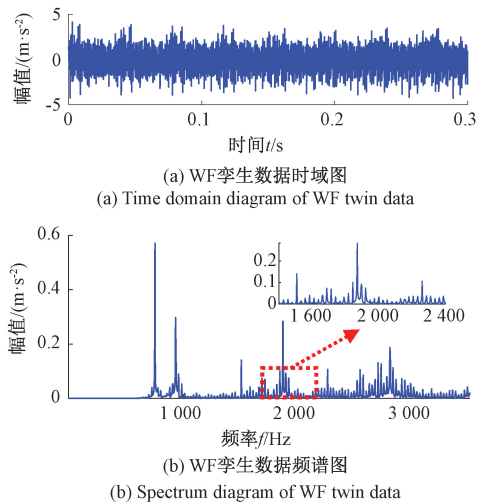 5
0
-5
幅值/(m·s-2)
0 0.1 0.2 0.3
时间t/s
(a) WF孪生数据时域图
(a) Time domain diagram of WF twin data
0.6
0.4
0.2
0
幅值/(m·s-2)
0.2
0.1
0
1 600 2 000 2 400
1 000 2 000 3 000
频率f/Hz
(b) WF孪生数据频谱图
(b) Spectrum diagram of WF twin data